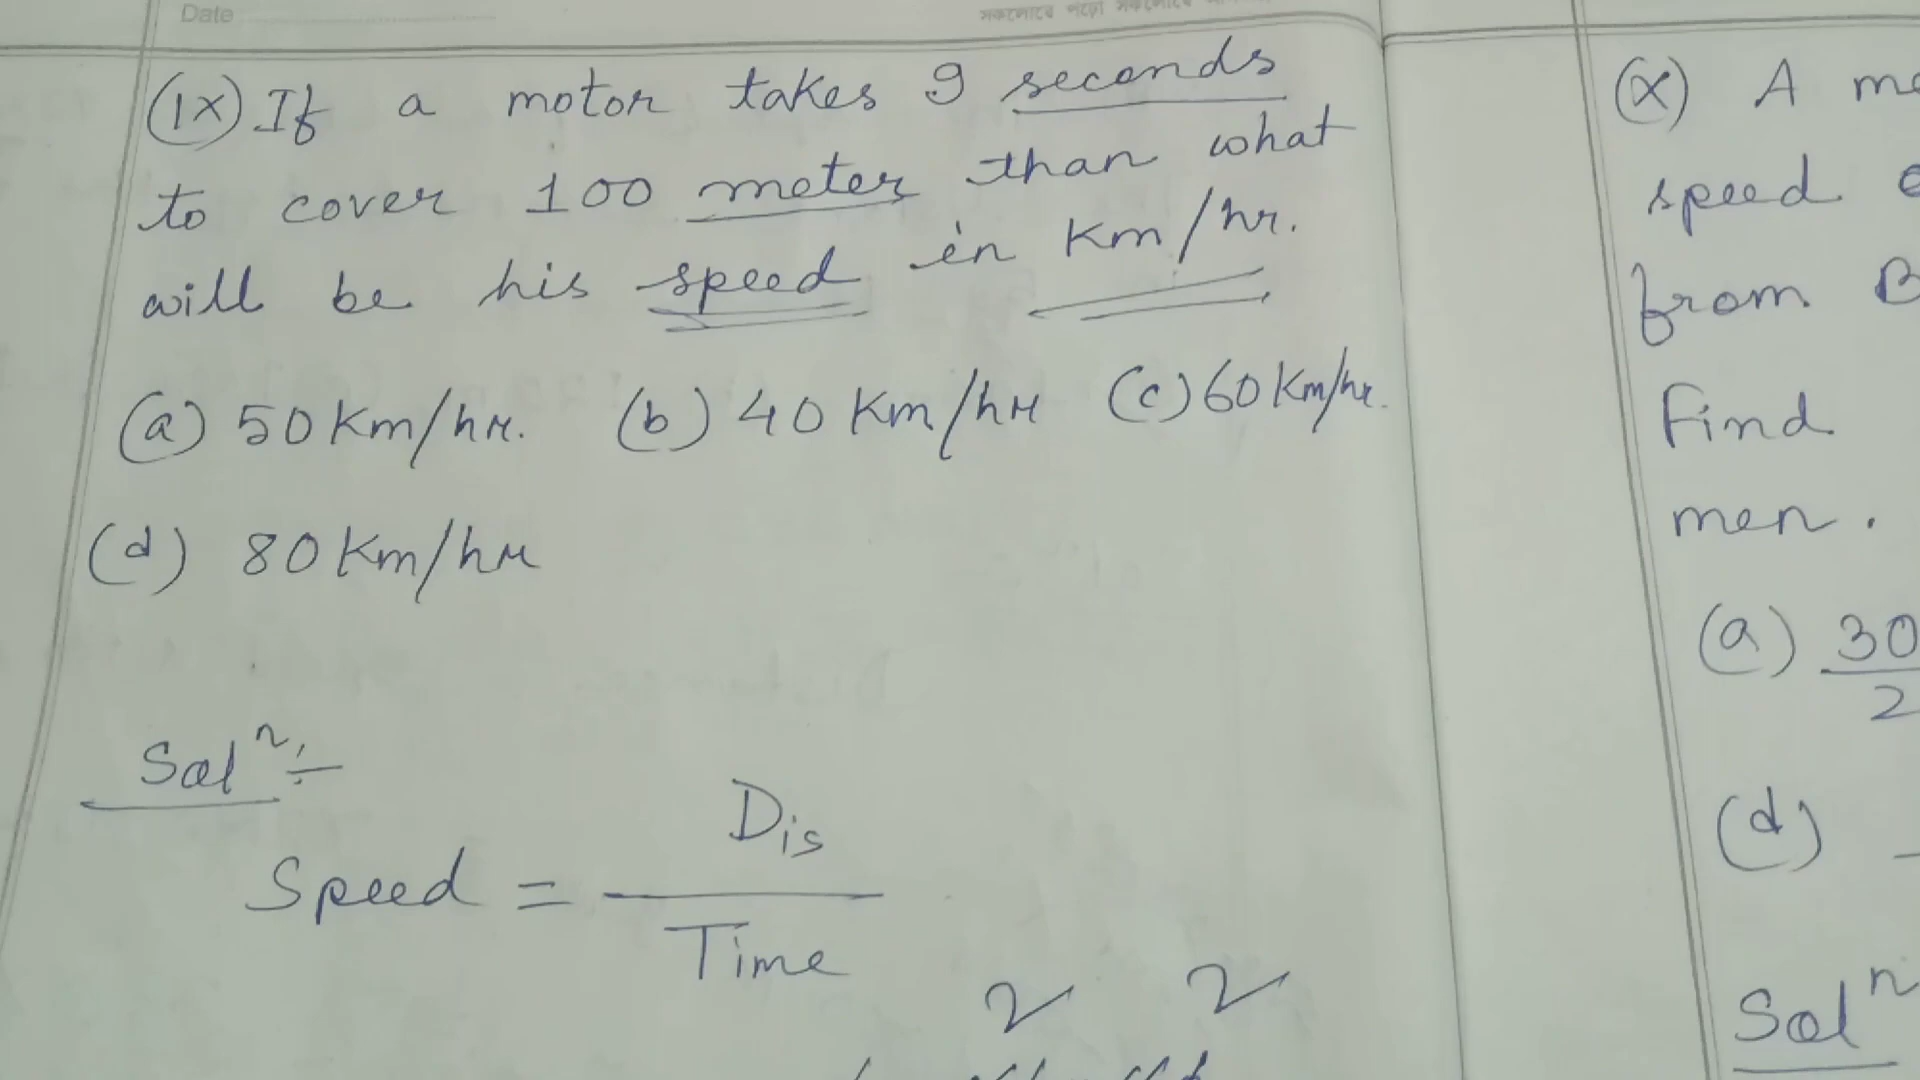 Date
(IX) If a motor takes 9 seconds
to cover 100 meter than what
will be his speed in Km/hr.
(a) 50 Km/hr. (b) 40 Km/hr (c) 60 Km/hr.
(d) 80 Km/hr
Solⁿ:-
Speed = Dis
Time
2 2
(x) A
speed
from B
Find
men.
(a) 30
2
(d)
Solⁿ